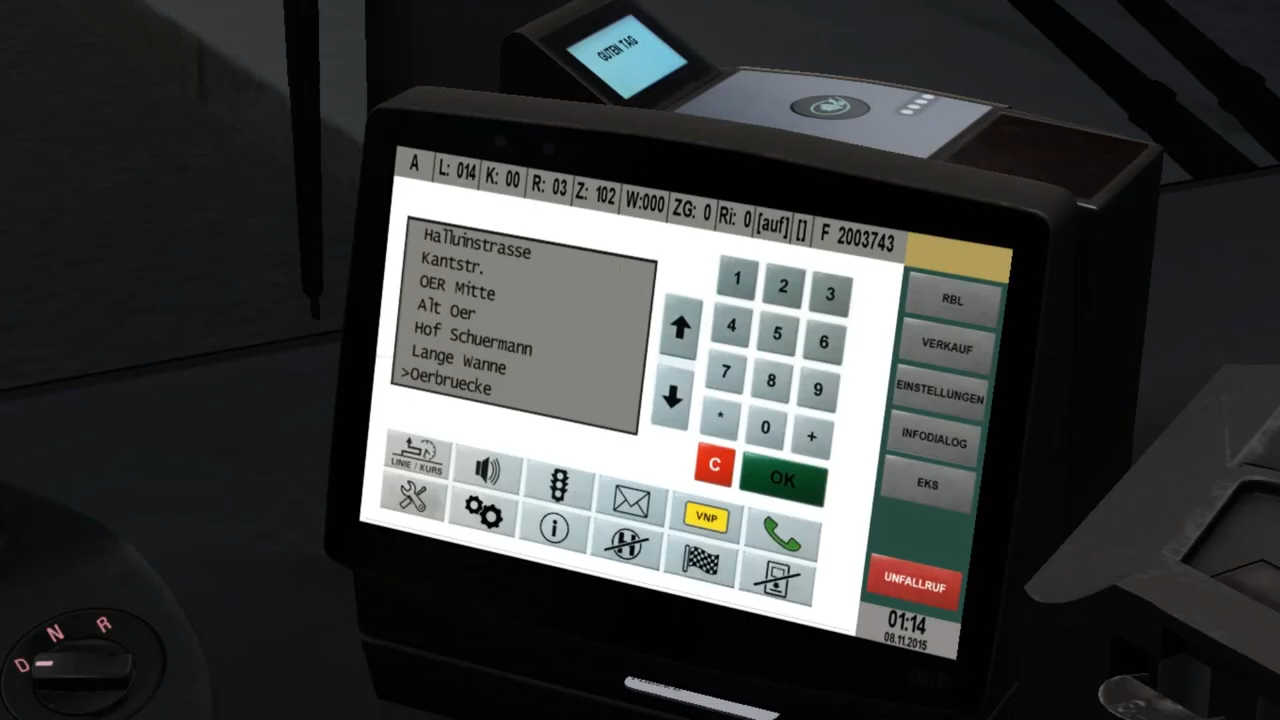 GUTEN TAG
A L: 014 K: 00 R: 03 Z: 102 W:000 ZG: 0 Ri: 0 [auf] [] F 2003743
Halluinstrasse
Kantstr.
OER Mitte
Alt Oer
Hof Schuermann
Lange Wanne
>Oerbruecke
1 2 3
4 5 6
7 8 9
* 0 +
C OK
RBL
VERKAUF
EINSTELLUNGEN
INFODIALOG
EKS
UNFALLRUF
01:14
08.11.2015
LINIE / KURS
VNP
i
H
D N R